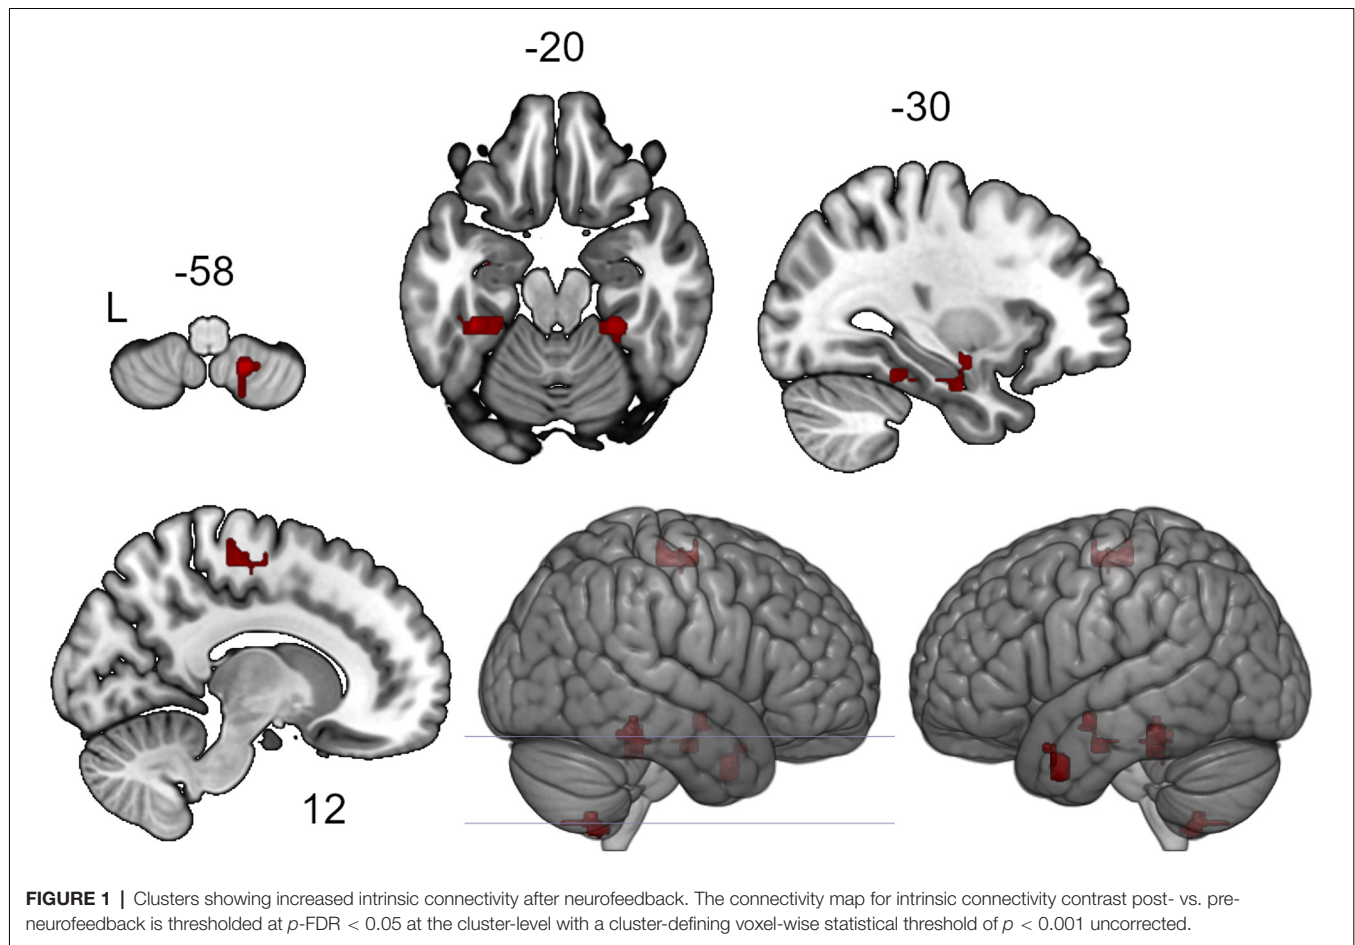 -20
-30
-58
L
12
FIGURE 1 | Clusters showing increased intrinsic connectivity after neurofeedback. The connectivity map for intrinsic connectivity contrast post- vs. pre-
neurofeedback is thresholded at p-FDR < 0.05 at the cluster-level with a cluster-defining voxel-wise statistical threshold of p < 0.001 uncorrected.